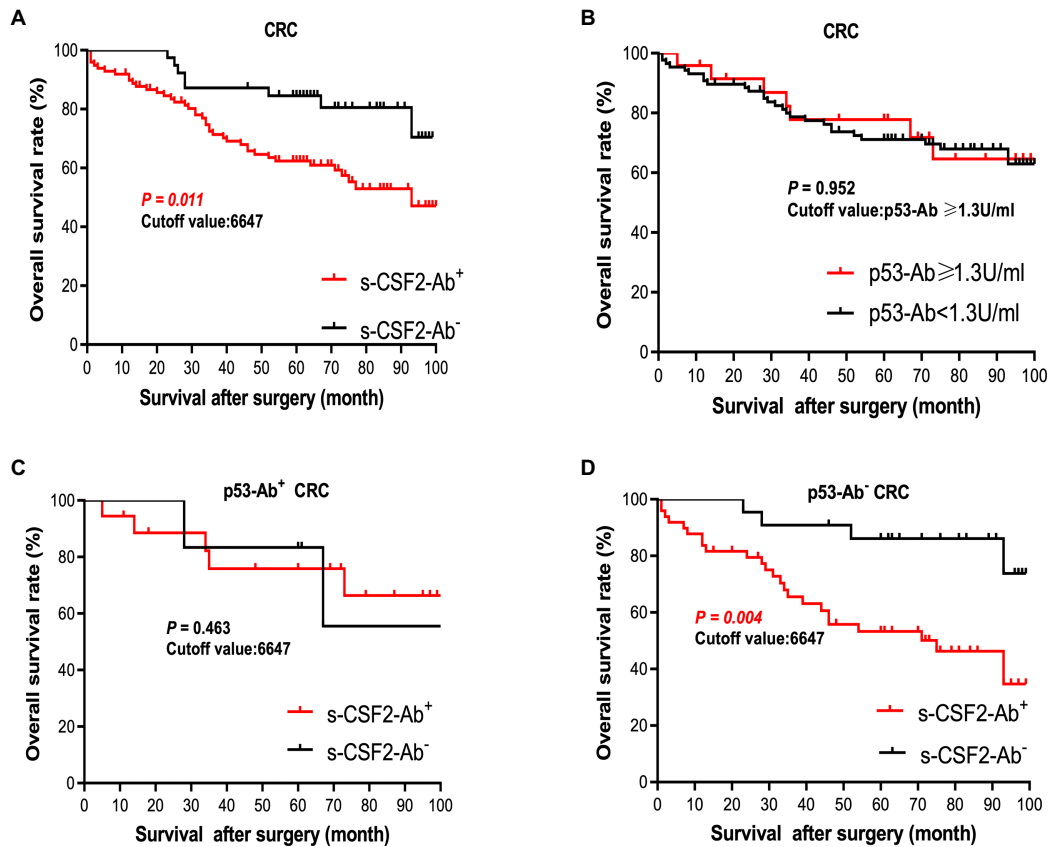 A
CRC
Overall survival rate (%)
100
80
60
40
20
0
P = 0.011
Cutoff value:6647
s-CSF2-Ab⁺
s-CSF2-Ab⁻
0 10 20 30 40 50 60 70 80 90 100
Survival after surgery (month)
B
CRC
Overall survival rate (%)
100
80
60
40
20
0
P = 0.952
Cutoff value:p53-Ab ⩾1.3U/ml
p53-Ab⩾1.3U/ml
p53-Ab<1.3U/ml
0 10 20 30 40 50 60 70 80 90 100
Survival after surgery (month)
C
p53-Ab⁺ CRC
Overall survival rate (%)
100
80
60
40
20
0
P = 0.463
Cutoff value:6647
s-CSF2-Ab⁺
s-CSF2-Ab⁻
0 10 20 30 40 50 60 70 80 90 100
Survival after surgery (month)
D
p53-Ab⁻ CRC
Overall survival rate (%)
100
80
60
40
20
0
P = 0.004
Cutoff value:6647
s-CSF2-Ab⁺
s-CSF2-Ab⁻
0 10 20 30 40 50 60 70 80 90 100
Survival after surgery (month)